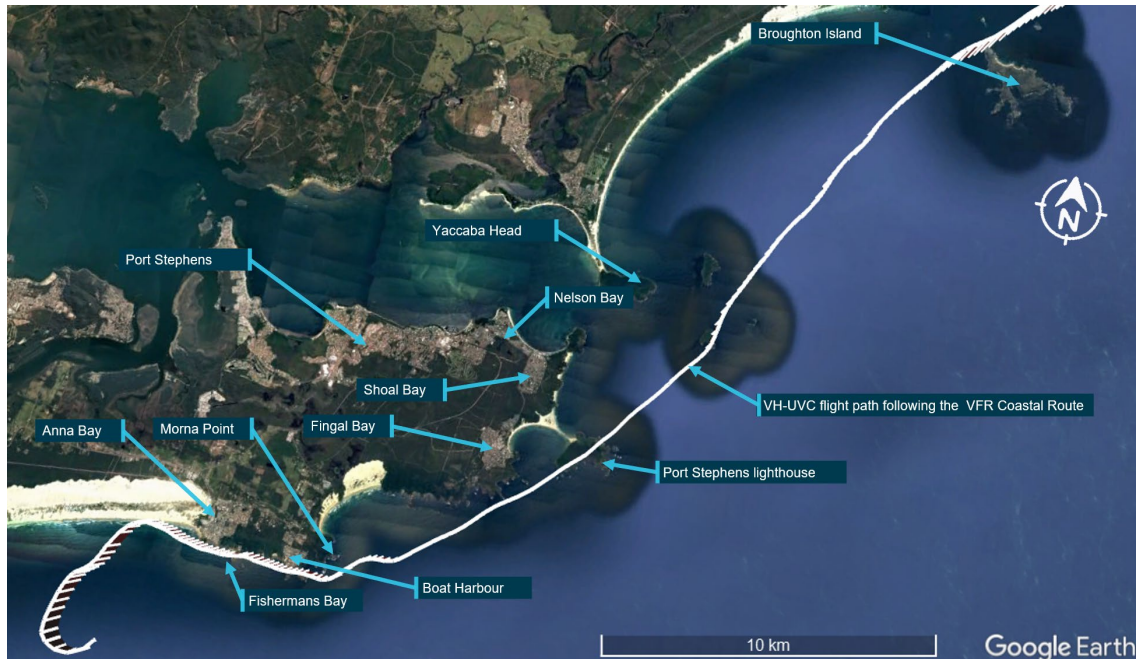 Broughton Island
N
Yaccaba Head
Port Stephens
Nelson Bay
Shoal Bay
VH-UVC flight path following the VFR Coastal Route
Anna Bay
Morna Point
Fingal Bay
Port Stephens lighthouse
Boat Harbour
Fishermans Bay
10 km
Google Earth